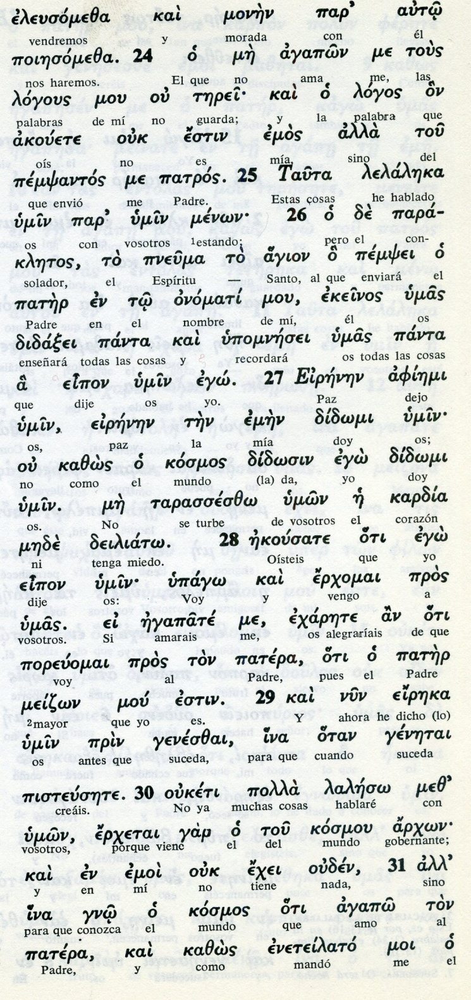 ἐλευσόμεθα καὶ μονὴν παρ’ αὐτῷ
vendremos y morada con él
ποιησόμεθα. 24 ὁ μὴ ἀγαπῶν με τοὺς
nos haremos. El que no ama me, las
λόγους μου οὐ τηρεῖ· καὶ ὁ λόγος ὃν
palabras de mí no guarda; y la palabra que
ἀκούετε οὐκ ἔστιν ἐμὸς ἀλλὰ τοῦ
oís no es mía, sino del
πέμψαντός με πατρός. 25 Ταῦτα λελάληκα
que envió me Padre. Estas cosas he hablado
ὑμῖν παρ’ ὑμῖν μένων· 26 ὁ δὲ παρά-
os con vosotros 1estando; pero el con-
κλητος, τὸ πνεῦμα τὸ ἅγιον ὃ πέμψει ὁ
solador, el Espíritu — Santo, al que enviará el
πατὴρ ἐν τῷ ὀνόματί μου, ἐκεῖνος ὑμᾶς
Padre en el nombre de mí, él os
διδάξει πάντα καὶ ὑπομνήσει ὑμᾶς πάντα
enseñará todas las cosas y recordará os todas las cosas
ἃ εἶπον ὑμῖν ἐγώ. 27 Εἰρήνην ἀφίημι
que dije os yo. Paz dejo
ὑμῖν, εἰρήνην τὴν ἐμὴν δίδωμι ὑμῖν·
os, paz la mía doy os;
οὐ καθὼς ὁ κόσμος δίδωσιν ἐγὼ δίδωμι
no como el mundo (la) da, yo doy
ὑμῖν. μὴ ταρασσέσθω ὑμῶν ἡ καρδία
os. No se turbe de vosotros el corazón
μηδὲ δειλιάτω. 28 ἠκούσατε ὅτι ἐγὼ
ni tenga miedo. Oísteis que yo
εἶπον ὑμῖν· ὑπάγω καὶ ἔρχομαι πρὸς
dije os: Voy y vengo a
ὑμᾶς. εἰ ἠγαπᾶτέ με, ἐχάρητε ἂν ὅτι
vosotros. Si amarais me, os alegraríais de que
πορεύομαι πρὸς τὸν πατέρα, ὅτι ὁ πατὴρ
voy al Padre, pues el Padre
μείζων μού ἐστιν. 29 καὶ νῦν εἴρηκα
2mayor que yo es. Y ahora he dicho (lo)
ὑμῖν πρὶν γενέσθαι, ἵνα ὅταν γένηται
os antes que suceda, para que cuando suceda
πιστεύσητε. 30 οὐκέτι πολλὰ λαλήσω μεθ’
creáis. No ya muchas cosas hablaré con
ὑμῶν, ἔρχεται γὰρ ὁ τοῦ κόσμου ἄρχων·
vosotros, porque viene el del mundo gobernante;
καὶ ἐν ἐμοὶ οὐκ ἔχει οὐδέν, 31 ἀλλ’
y en mí no tiene nada, sino
ἵνα γνῷ ὁ κόσμος ὅτι ἀγαπῶ τὸν
para que conozca el mundo que amo al
πατέρα, καὶ καθὼς ἐνετείλατό μοι ὁ
Padre, y como mandó me el